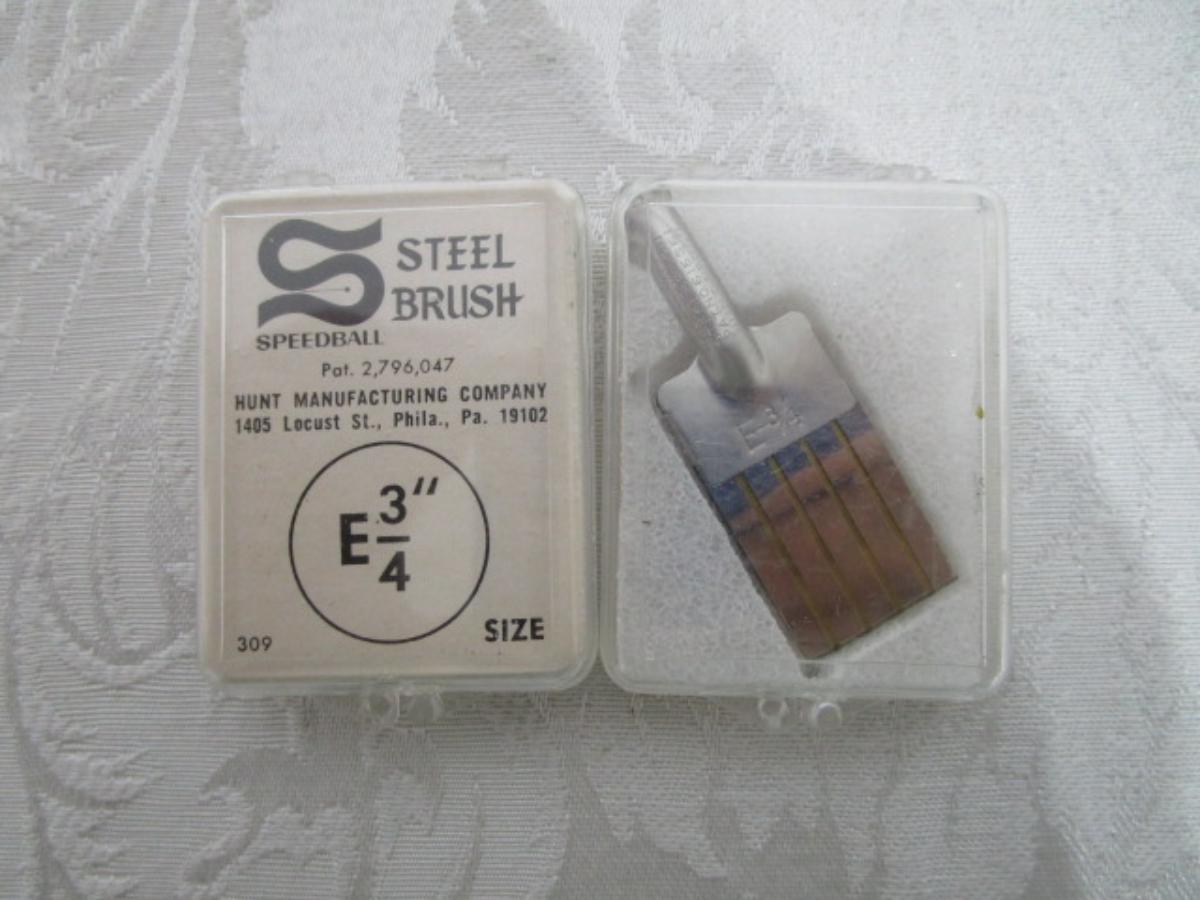 STEEL
BRUSH
SPEEDBALL
Pat. 2,796,047
HUNT MANUFACTURING COMPANY
1405 Locust St., Phila., Pa. 19102
E 3/4"
309
SIZE
E 3/4